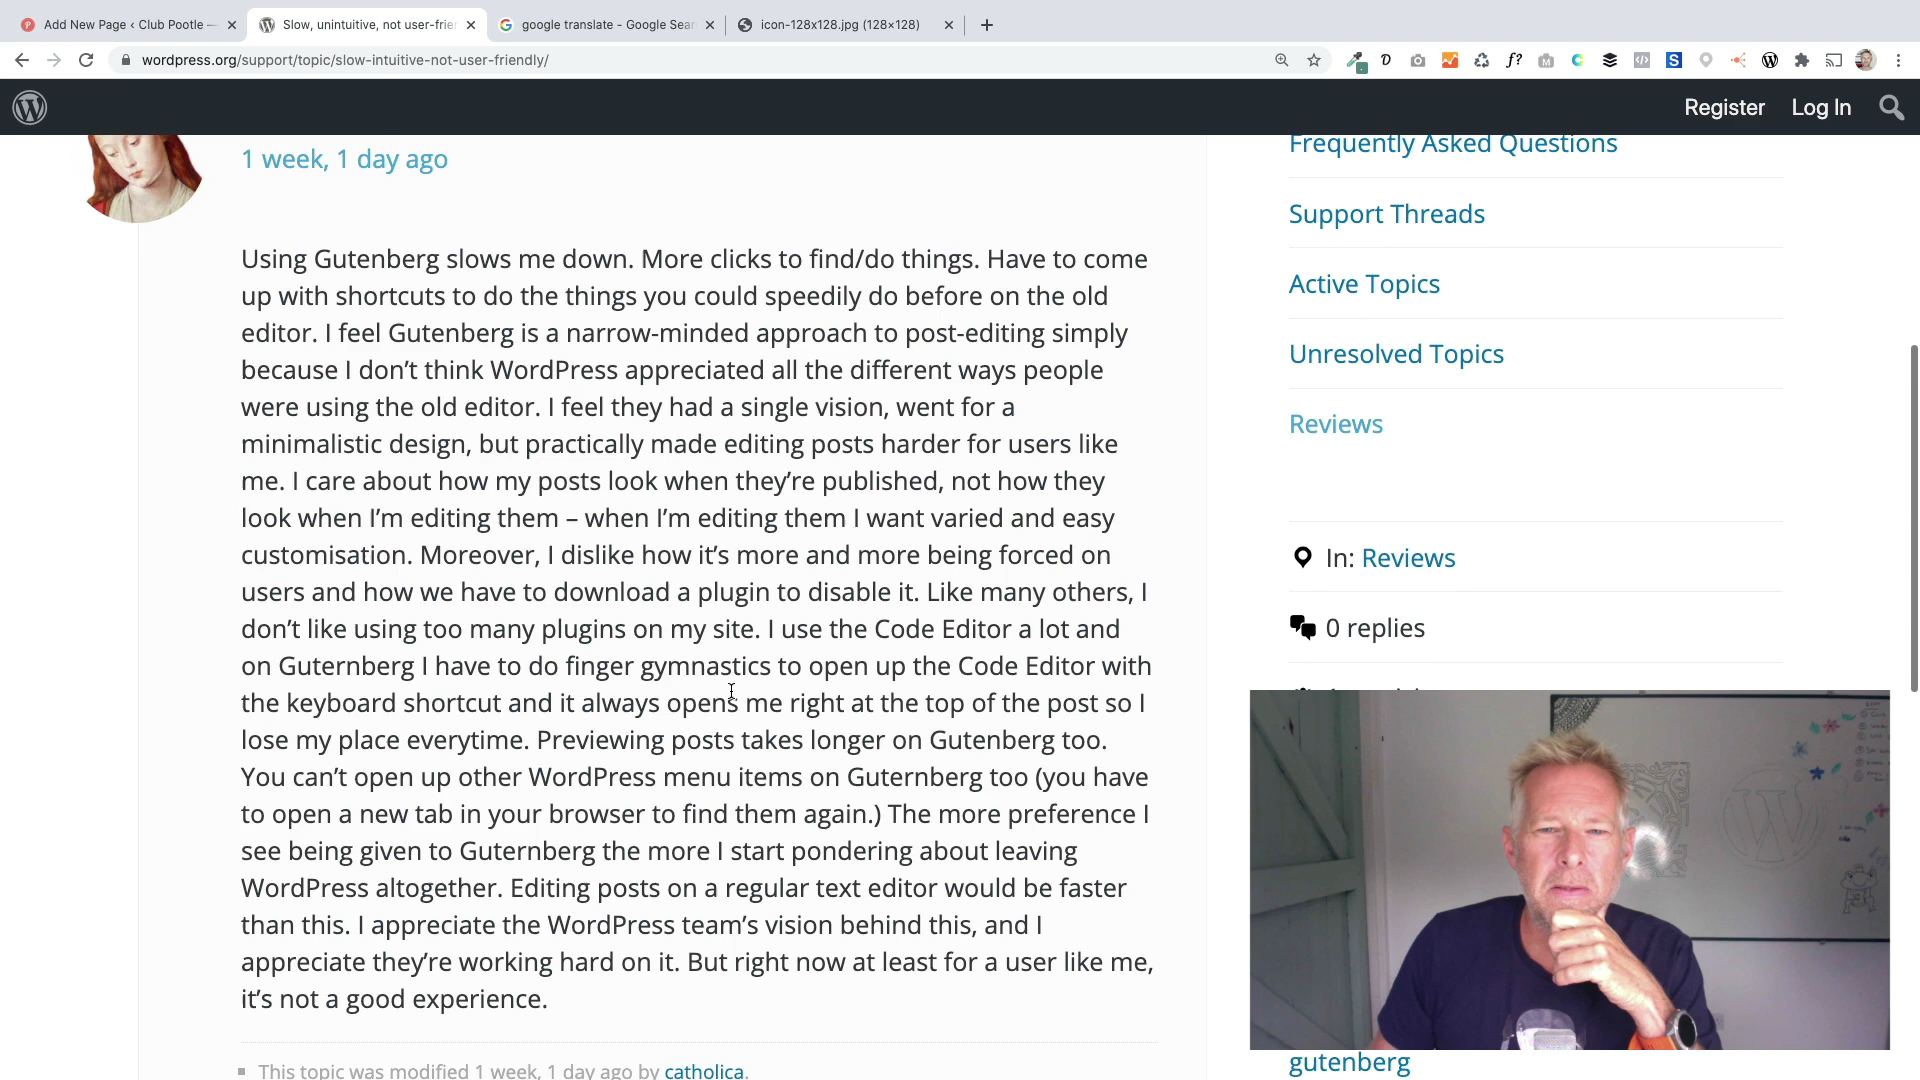 Add New Page ‹ Club Pootle —
Slow, unintuitive, not user-frien
google translate - Google Sear
icon-128x128.jpg (128×128)
wordpress.org/support/topic/slow-intuitive-not-user-friendly/
Register
Log In
1 week, 1 day ago
Using Gutenberg slows me down. More clicks to find/do things. Have to come
up with shortcuts to do the things you could speedily do before on the old
editor. I feel Gutenberg is a narrow-minded approach to post-editing simply
because I don’t think WordPress appreciated all the different ways people
were using the old editor. I feel they had a single vision, went for a
minimalistic design, but practically made editing posts harder for users like
me. I care about how my posts look when they’re published, not how they
look when I’m editing them – when I’m editing them I want varied and easy
customisation. Moreover, I dislike how it’s more and more being forced on
users and how we have to download a plugin to disable it. Like many others, I
don’t like using too many plugins on my site. I use the Code Editor a lot and
on Guternberg I have to do finger gymnastics to open up the Code Editor with
the keyboard shortcut and it always opens me right at the top of the post so I
lose my place everytime. Previewing posts takes longer on Gutenberg too.
You can’t open up other WordPress menu items on Guternberg too (you have
to open a new tab in your browser to find them again.) The more preference I
see being given to Guternberg the more I start pondering about leaving
WordPress altogether. Editing posts on a regular text editor would be faster
than this. I appreciate the WordPress team’s vision behind this, and I
appreciate they’re working hard on it. But right now at least for a user like me,
it’s not a good experience.
This topic was modified 1 week, 1 day ago by catholica.
Frequently Asked Questions
Support Threads
Active Topics
Unresolved Topics
Reviews
In: Reviews
0 replies
gutenberg